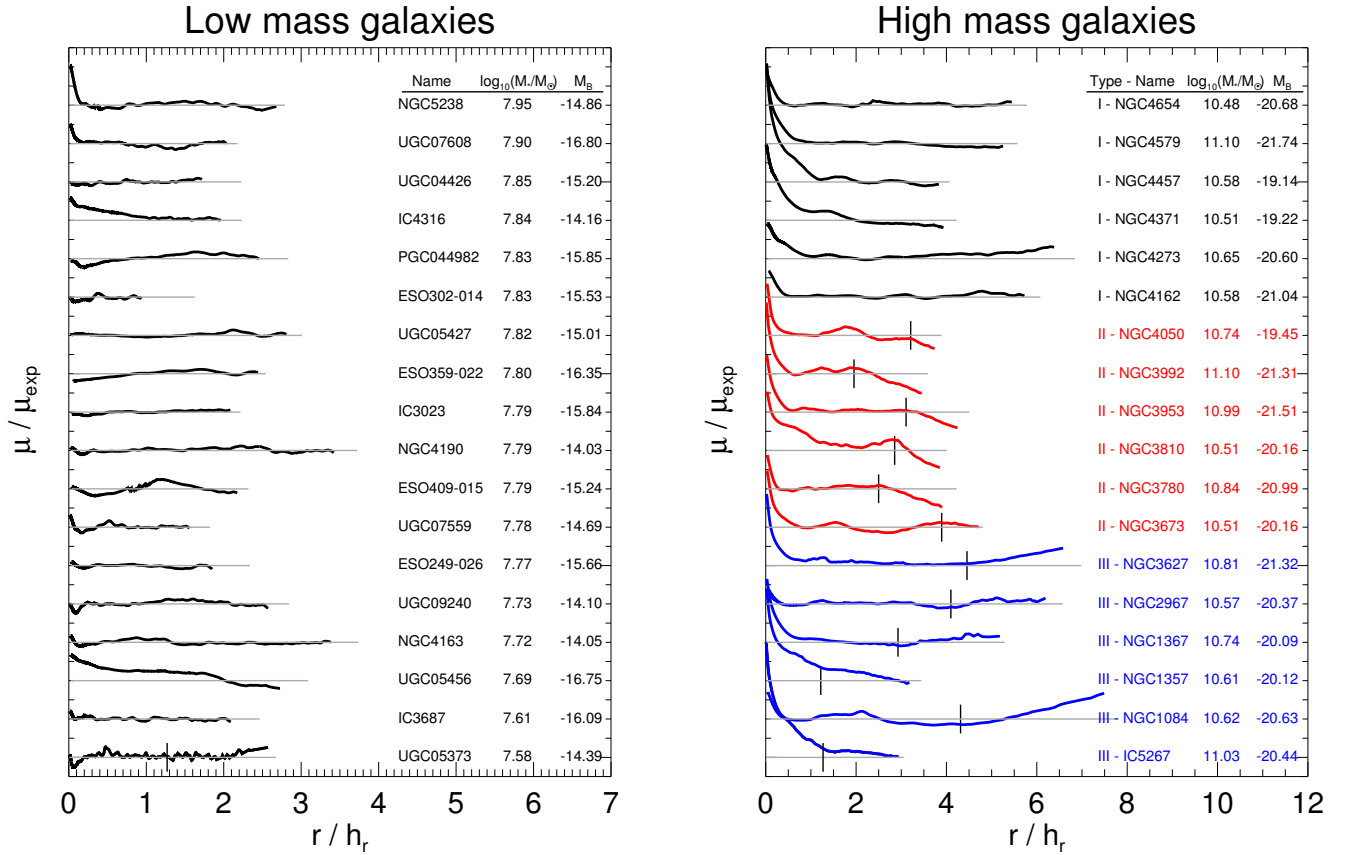 Low mass galaxies
Name log₁₀(M*/M⊙) M_B
NGC5238 7.95 -14.86
UGC07608 7.90 -16.80
UGC04426 7.85 -15.20
IC4316 7.84 -14.16
PGC044982 7.83 -15.85
ESO302-014 7.83 -15.53
UGC05427 7.82 -15.01
ESO359-022 7.80 -16.35
IC3023 7.79 -15.84
NGC4190 7.79 -14.03
ESO409-015 7.79 -15.24
UGC07559 7.78 -14.69
ESO249-026 7.77 -15.66
UGC09240 7.73 -14.10
NGC4163 7.72 -14.05
UGC05456 7.69 -16.75
IC3687 7.61 -16.09
UGC05373 7.58 -14.39
μ / μ_exp
0 1 2 3 4 5 6 7
r / h_r
High mass galaxies
Type - Name log₁₀(M*/M⊙) M_B
I - NGC4654 10.48 -20.68
I - NGC4579 11.10 -21.74
I - NGC4457 10.58 -19.14
I - NGC4371 10.51 -19.22
I - NGC4273 10.65 -20.60
I - NGC4162 10.58 -21.04
II - NGC4050 10.74 -19.45
II - NGC3992 11.10 -21.31
II - NGC3953 10.99 -21.51
II - NGC3810 10.51 -20.16
II - NGC3780 10.84 -20.99
II - NGC3673 10.51 -20.16
III - NGC3627 10.81 -21.32
III - NGC2967 10.57 -20.37
III - NGC1367 10.74 -20.09
III - NGC1357 10.61 -20.12
III - NGC1084 10.62 -20.63
III - IC5267 11.03 -20.44
μ / μ_exp
0 2 4 6 8 10 12
r / h_r